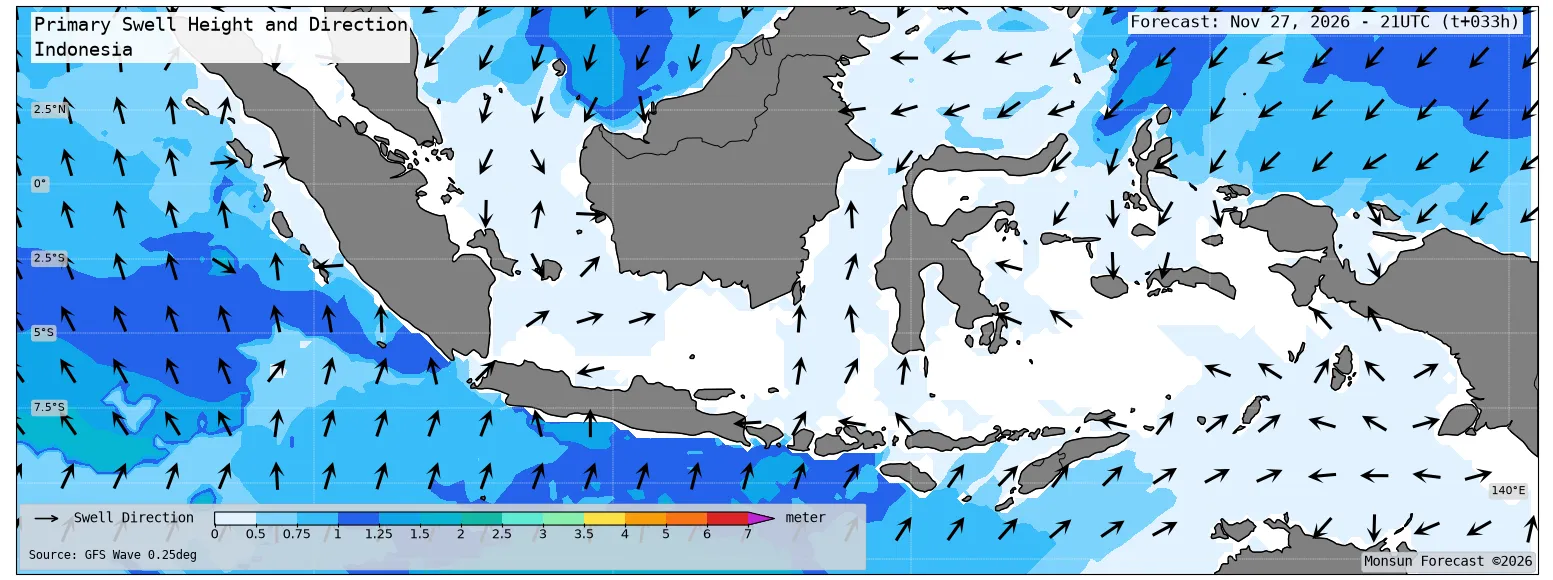 Primary Swell Height and Direction
Indonesia
Forecast: Nov 27, 2026 - 21UTC (t+033h)
2.5°N
0°
2.5°S
5°S
7.5°S
140°E
Swell Direction
0 0.5 0.75 1 1.25 1.5 2 2.5 3 3.5 4 5 6 7 meter
Source: GFS Wave 0.25deg
Monsun Forecast ©2026